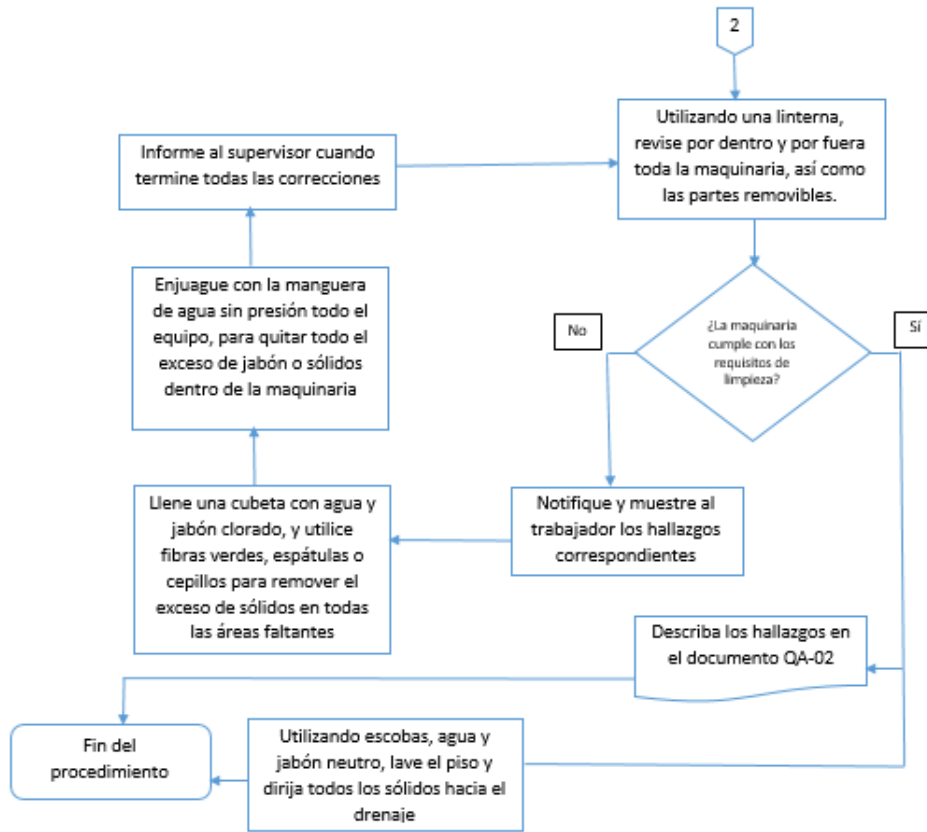 2
Utilizando una linterna,
revise por dentro y por fuera
toda la maquinaria, así como
las partes removibles.
Informe al supervisor cuando
termine todas las correcciones
Enjuague con la manguera
de agua sin presión todo el
equipo, para quitar todo el
exceso de jabón o sólidos
dentro de la maquinaria
No
¿La maquinaria
cumple con los
requisitos de
limpieza?
Sí
Llene una cubeta con agua y
jabón clorado, y utilice
fibras verdes, espátulas o
cepillos para remover el
exceso de sólidos en todas
las áreas faltantes
Notifique y muestre al
trabajador los hallazgos
correspondientes
Describa los hallazgos en
el documento QA-02
Fin del
procedimiento
Utilizando escobas, agua y
jabón neutro, lave el piso y
dirija todos los sólidos hacia el
drenaje